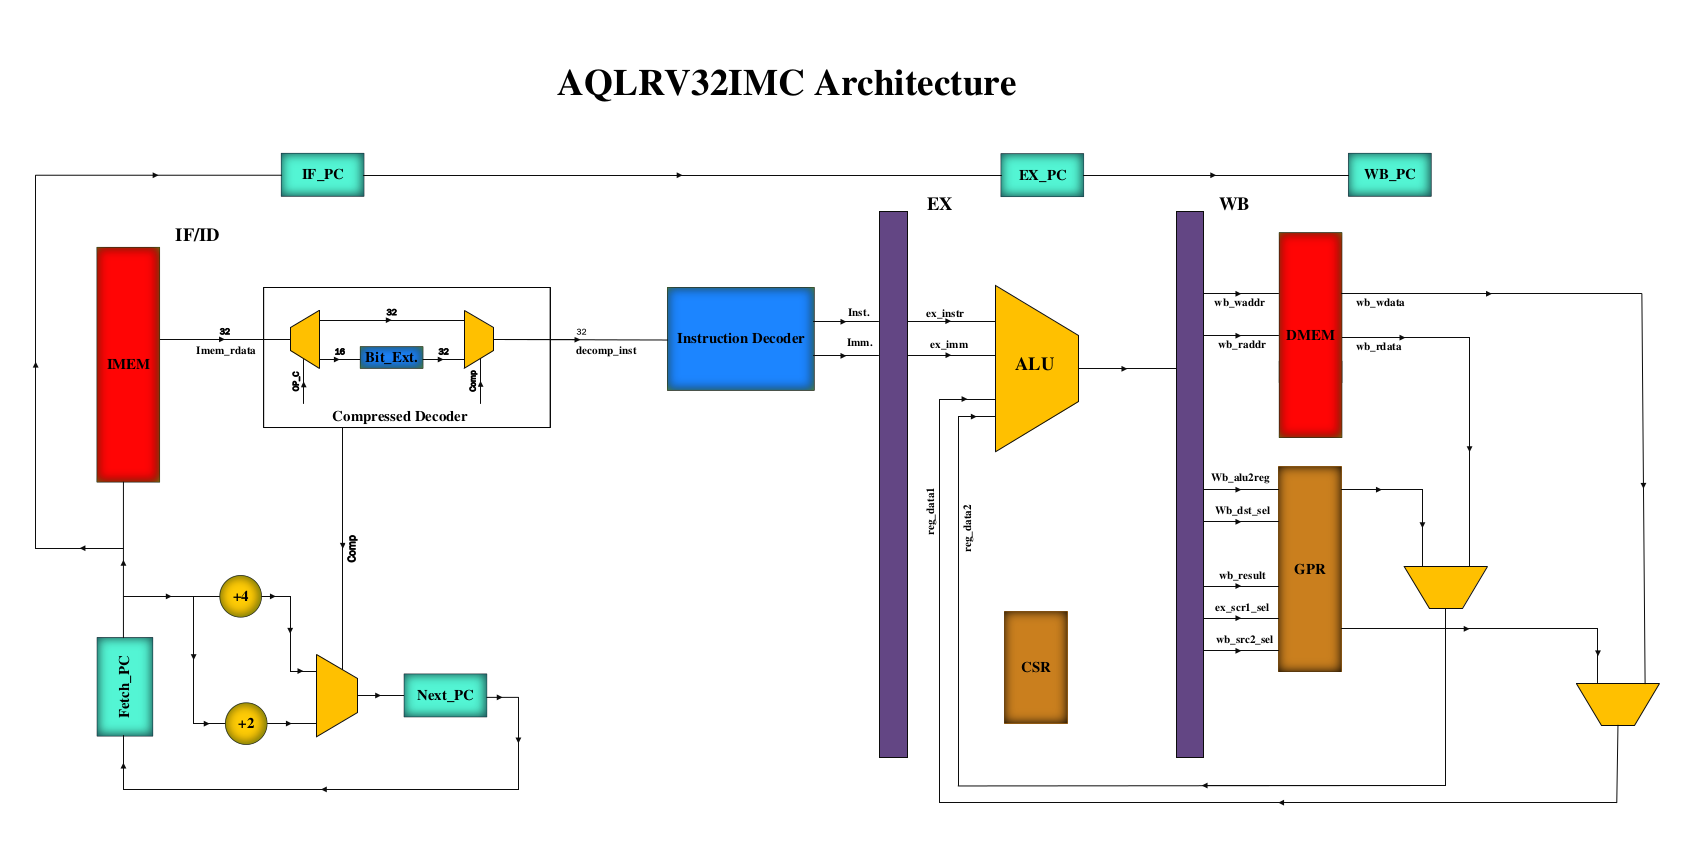 AQLRV32IMC Architecture
IF_PC
EX_PC
WB_PC
EX
WB
IF/ID
IMEM
32
Imem_rdata
32
16
Bit_Ext.
32
OP_C
Comp
Compressed Decoder
32
decomp_inst
Instruction Decoder
Inst.
Imm.
ex_instr
ex_imm
ALU
reg_data1
reg_data2
wb_waddr
wb_raddr
DMEM
wb_wdata
wb_rdata
Wb_alu2reg
Wb_dst_sel
wb_result
ex_scr1_sel
wb_src2_sel
GPR
CSR
Comp
+4
+2
Fetch_PC
Next_PC